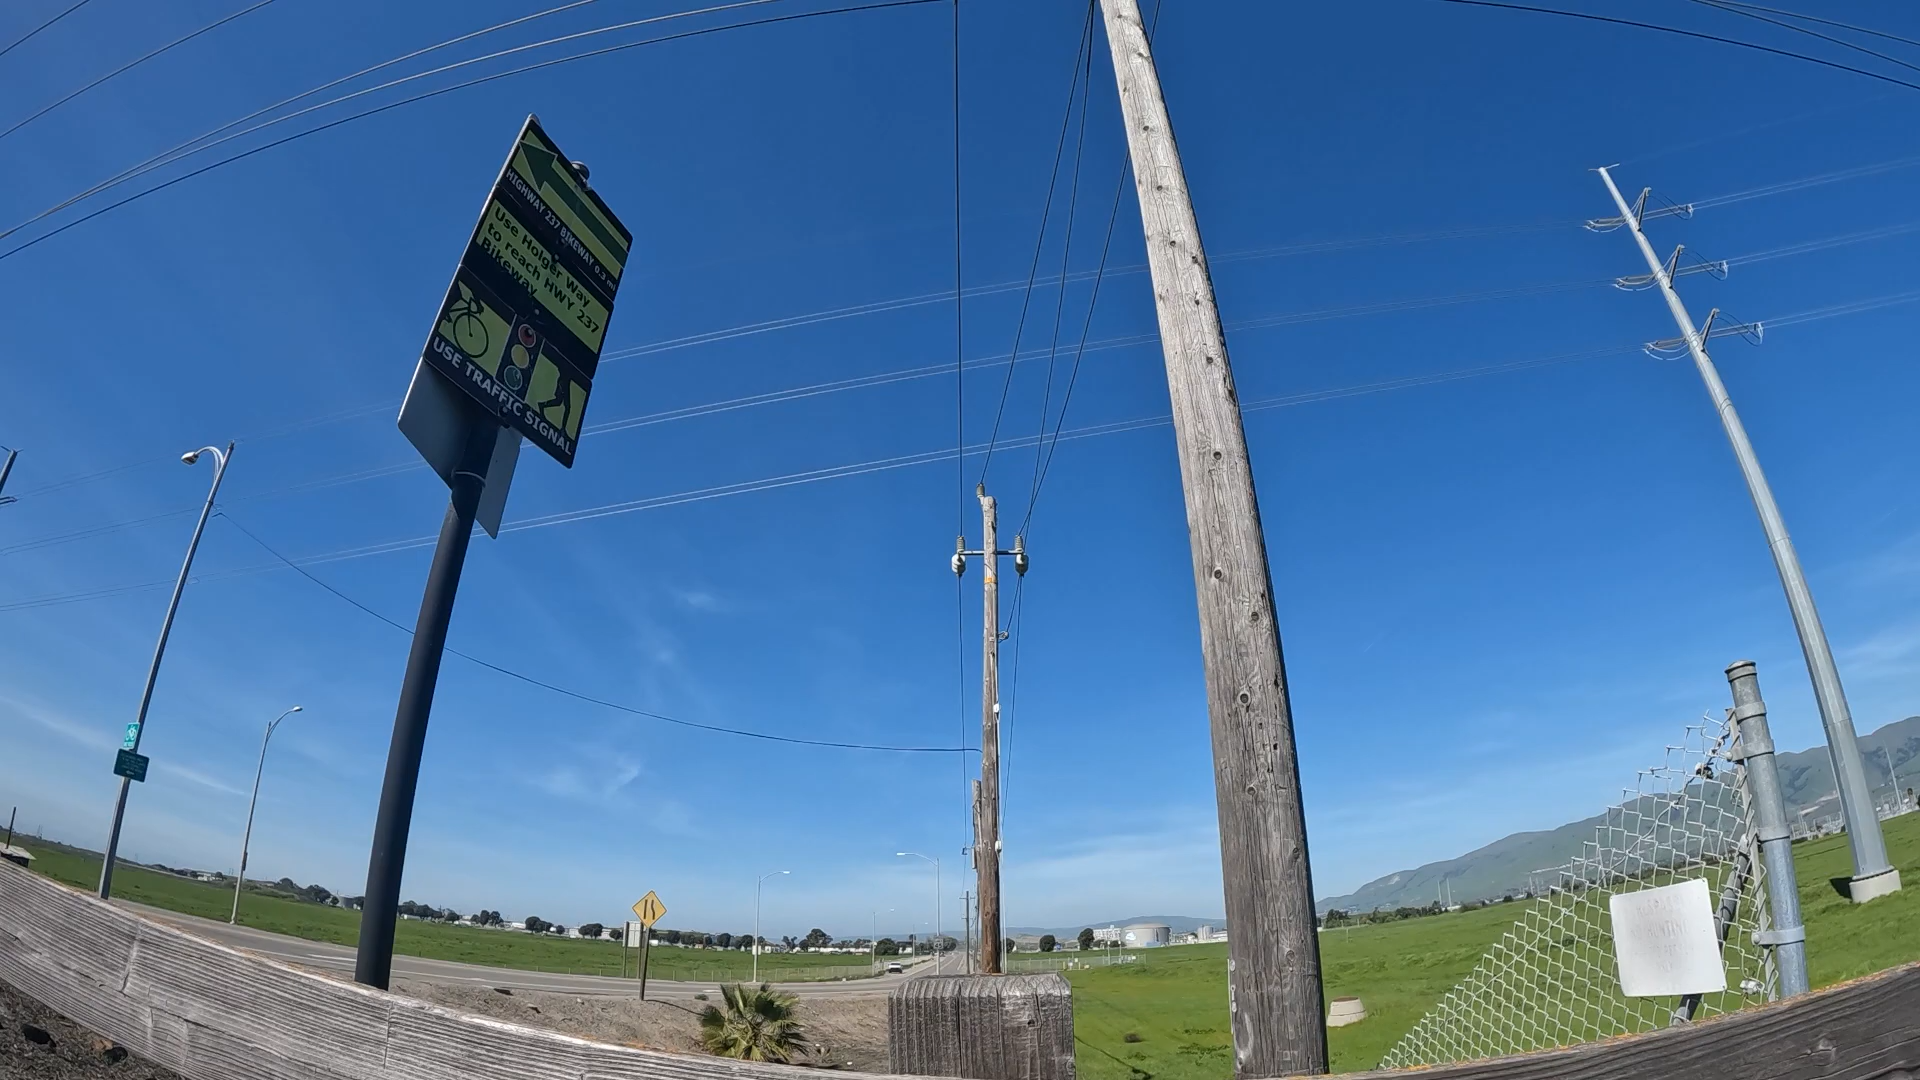 HIGHWAY 237 BIKEWAY 0.3 mi
Use Holger Way
to reach HWY 237
Bikeway
USE TRAFFIC SIGNAL